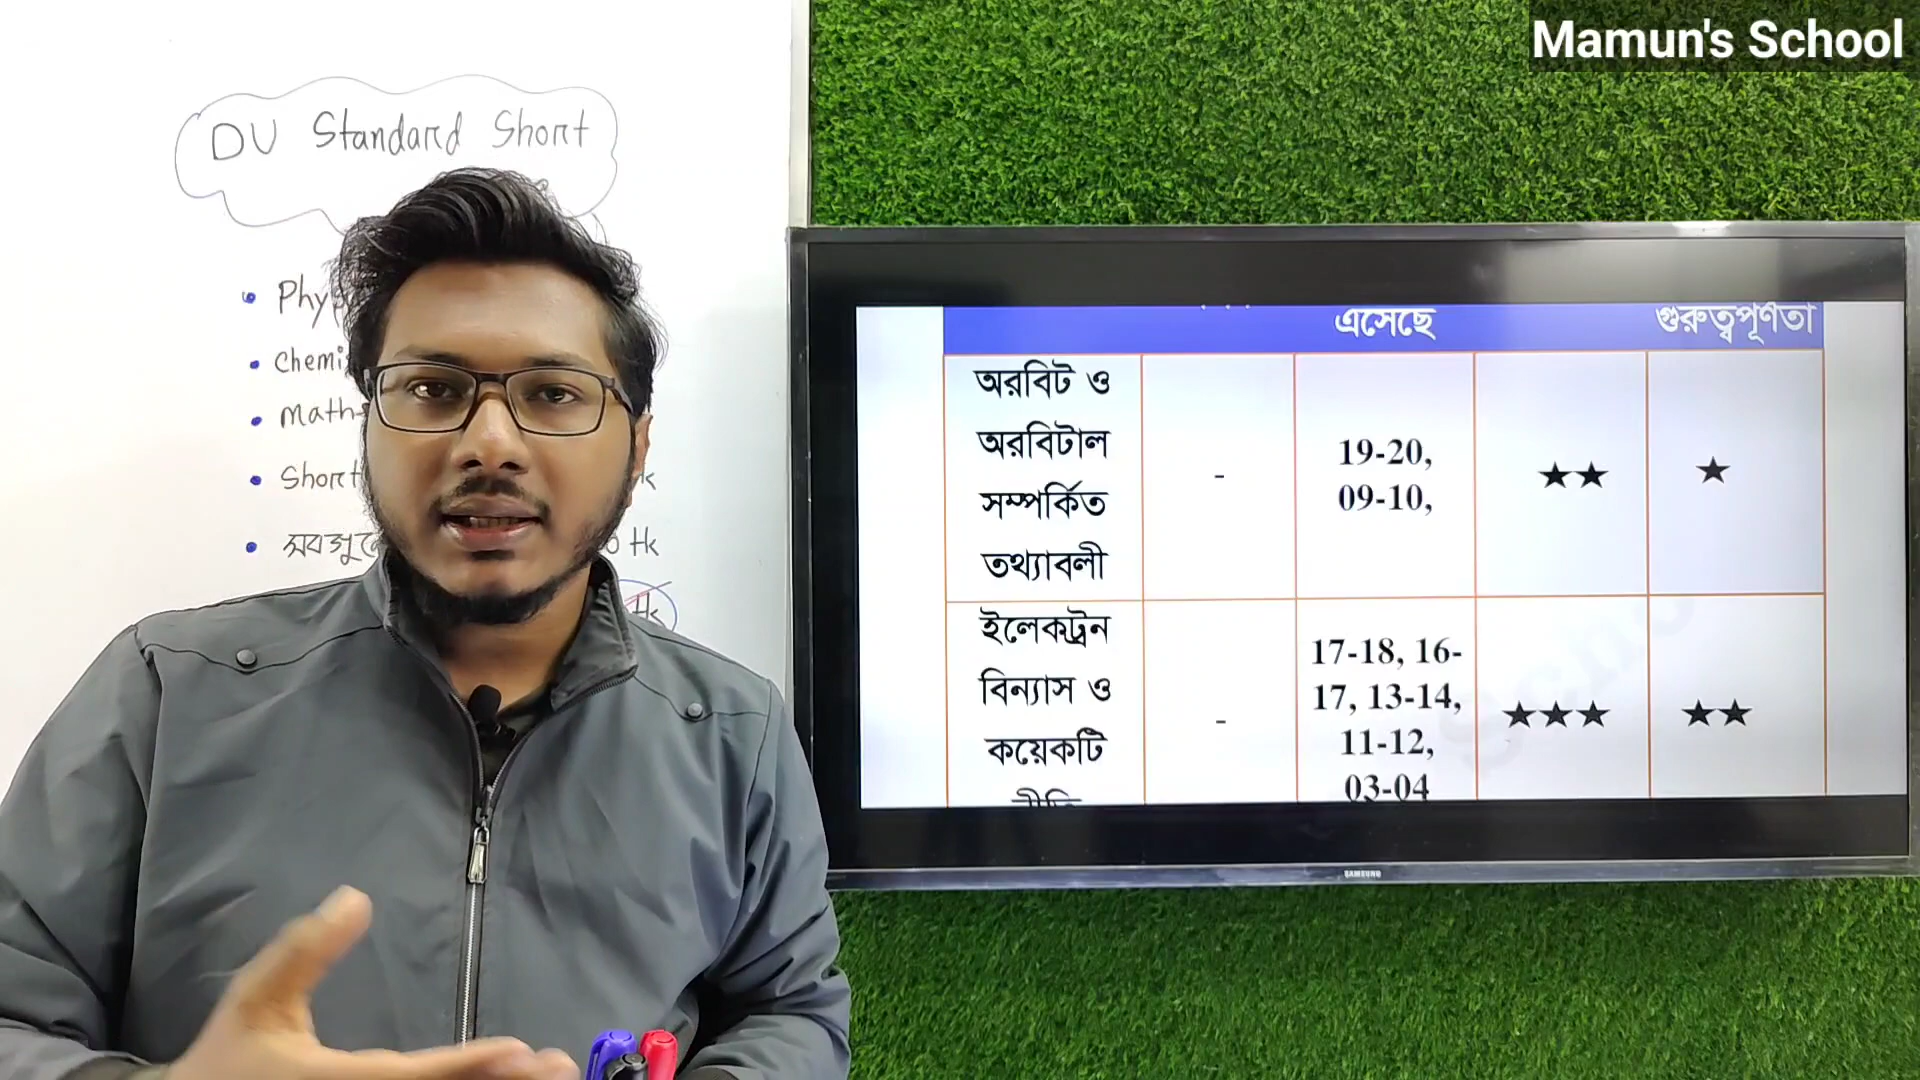 Mamun's School
DU Standard Short
• Phy
• Chemi
• Math
• Short
Hk
এসেছে গুরুত্বপূর্ণতা
অরবিট ও
অরবিটাল
সম্পর্কিত
তথ্যাবলী
-
19-20,
09-10,
★★
★
ইলেকট্রন
বিন্যাস ও
কয়েকটি
নীতি
-
17-18, 16-
17, 13-14,
11-12,
03-04
★★★
★★
SAMSUNG